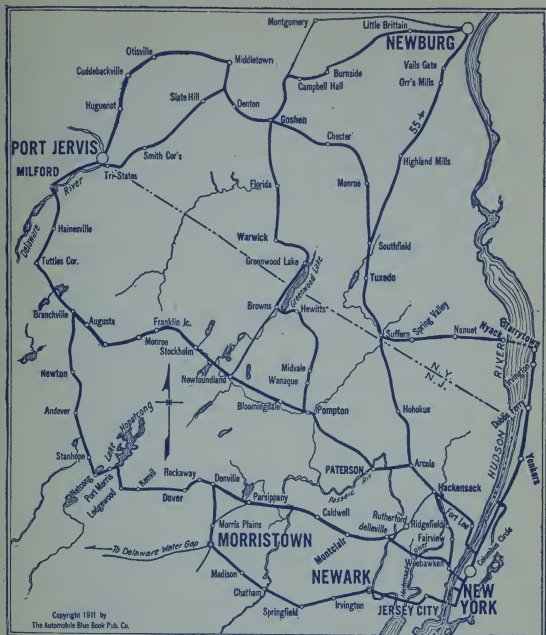 Montgomery
Little Brittain
NEWBURG
Otisville
Middletown
Vails Gate
Cuddebackville
Burnside
Orr's Mills
Campbell Hall
Slate Hill
Huguenot
Denton
Goshen
55
Chester
PORT JERVIS
Smith Cor's
Highland Mills
MILFORD
Tri-States
River
Delaware
Florida
Monroe
Hainesville
Warwick
Southfield
Tuttles Cor.
Greenwood Lake
Tuxedo
Greenwood Lake
Branchville
Browns
Hewitts
Augusta
Franklin Jc.
Suffern
Spring Valley
Nanuet
Nyack
Tarrytown
Monroe
Stockholm
RIVER
Irvington
Newton
Midvale
N.Y.
N.J.
Newfoundland
Wanaque
Dobbs Ferry
Andover
Bloomingdale
Pompton
Hohokus
HUDSON
Yonkers
Lake Hopatcong
Stanhope
PATERSON
Arcola
Netcong
Port Morris
Passaic Riv
Hackensack
Ledgewood
Kenvil
Rockaway
Denville
Dover
Parsippany
Fort Lee
Caldwell
Rutherford
Ridgefield
Morris Plains
Belleville
Fairview
Columbus Circle
To Delaware Water Gap
MORRISTOWN
Montclair
Hackensack River
Weehawken
Madison
NEWARK
NEW
YORK
Chatham
Irvington
JERSEY CITY
Springfield
Copyright 1911 by
The Automobile Blue Book Pub. Co.